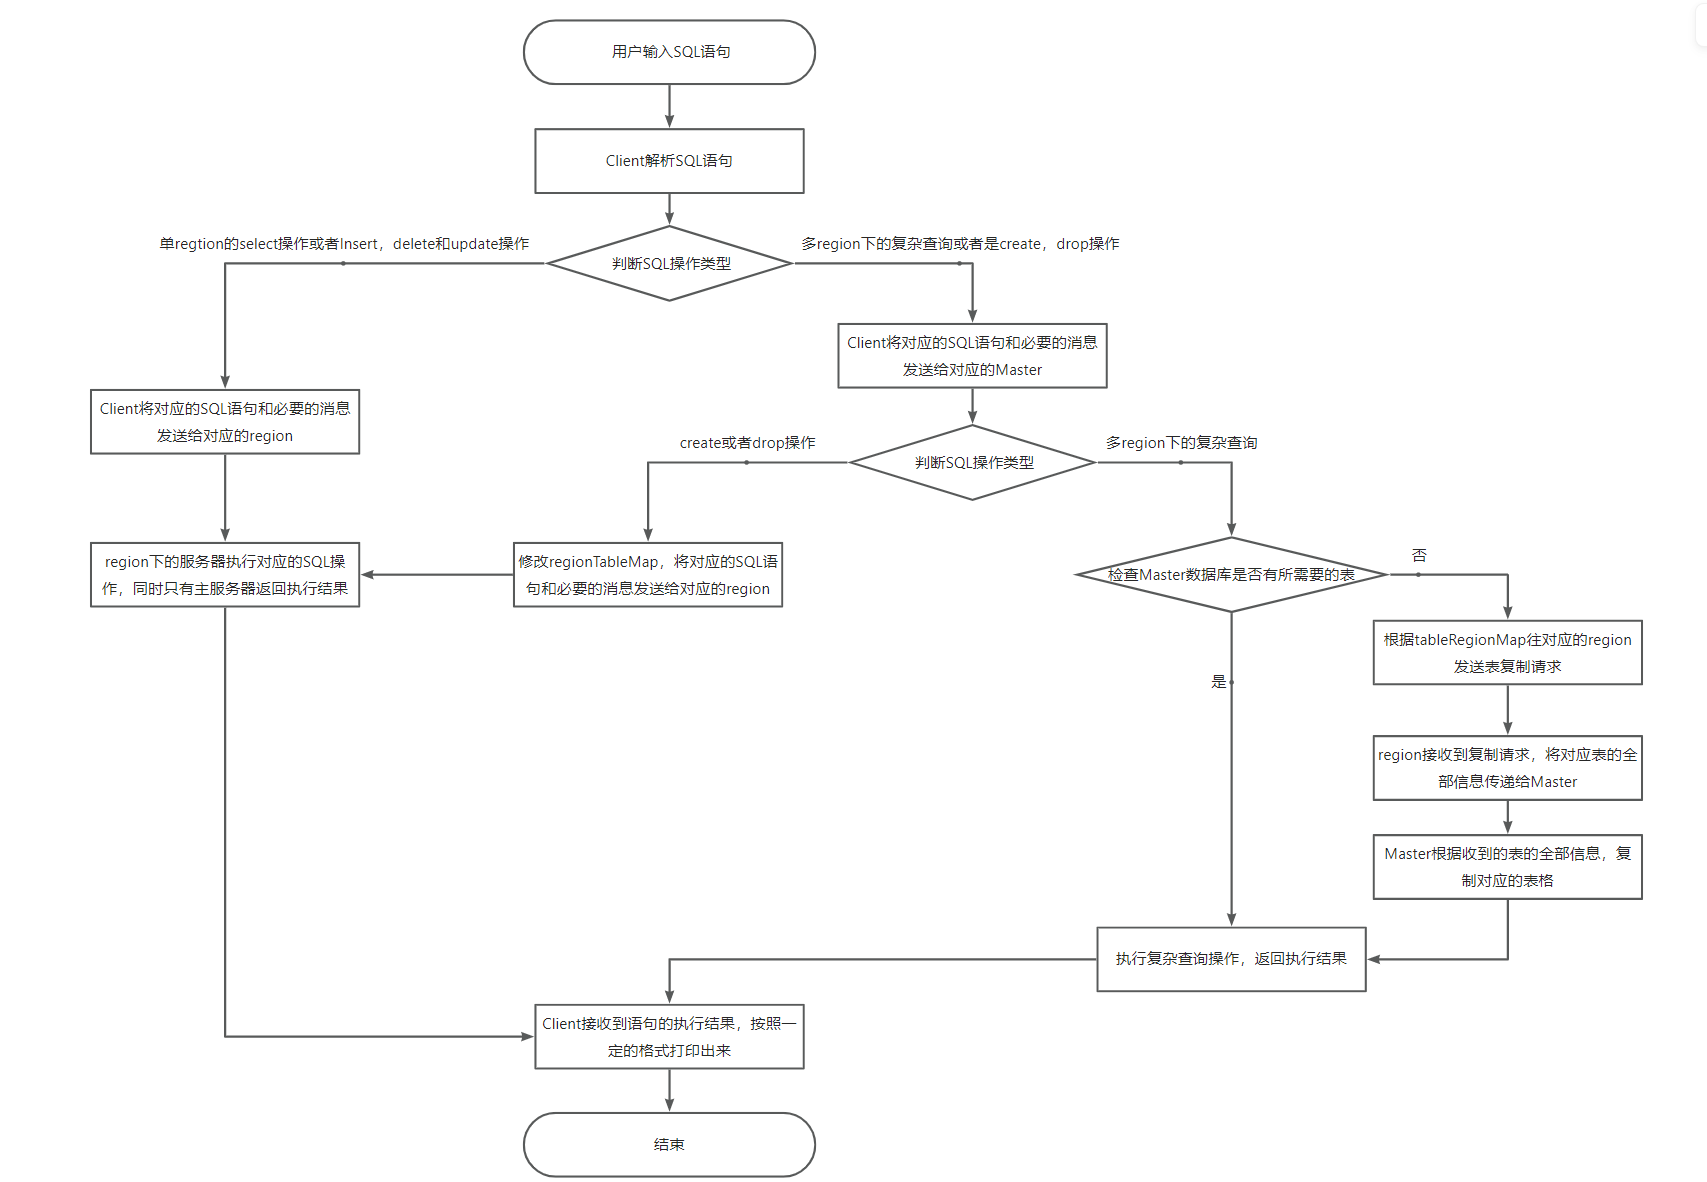 用户输入SQL语句
Client解析SQL语句
单regtion的select操作或者Insert，delete和update操作
判断SQL操作类型
多region下的复杂查询或者是create，drop操作
Client将对应的SQL语句和必要的消息
发送给对应的Master
Client将对应的SQL语句和必要的消息
发送给对应的region
create或者drop操作
判断SQL操作类型
多region下的复杂查询
region下的服务器执行对应的SQL操
作，同时只有主服务器返回执行结果
修改regionTableMap，将对应的SQL语
句和必要的消息发送给对应的region
检查Master数据库是否有所需要的表
否
根据tableRegionMap往对应的region
发送表复制请求
是
region接收到复制请求，将对应表的全
部信息传递给Master
Master根据收到的表的全部信息，复
制对应的表格
执行复杂查询操作，返回执行结果
Client接收到语句的执行结果，按照一
定的格式打印出来
结束